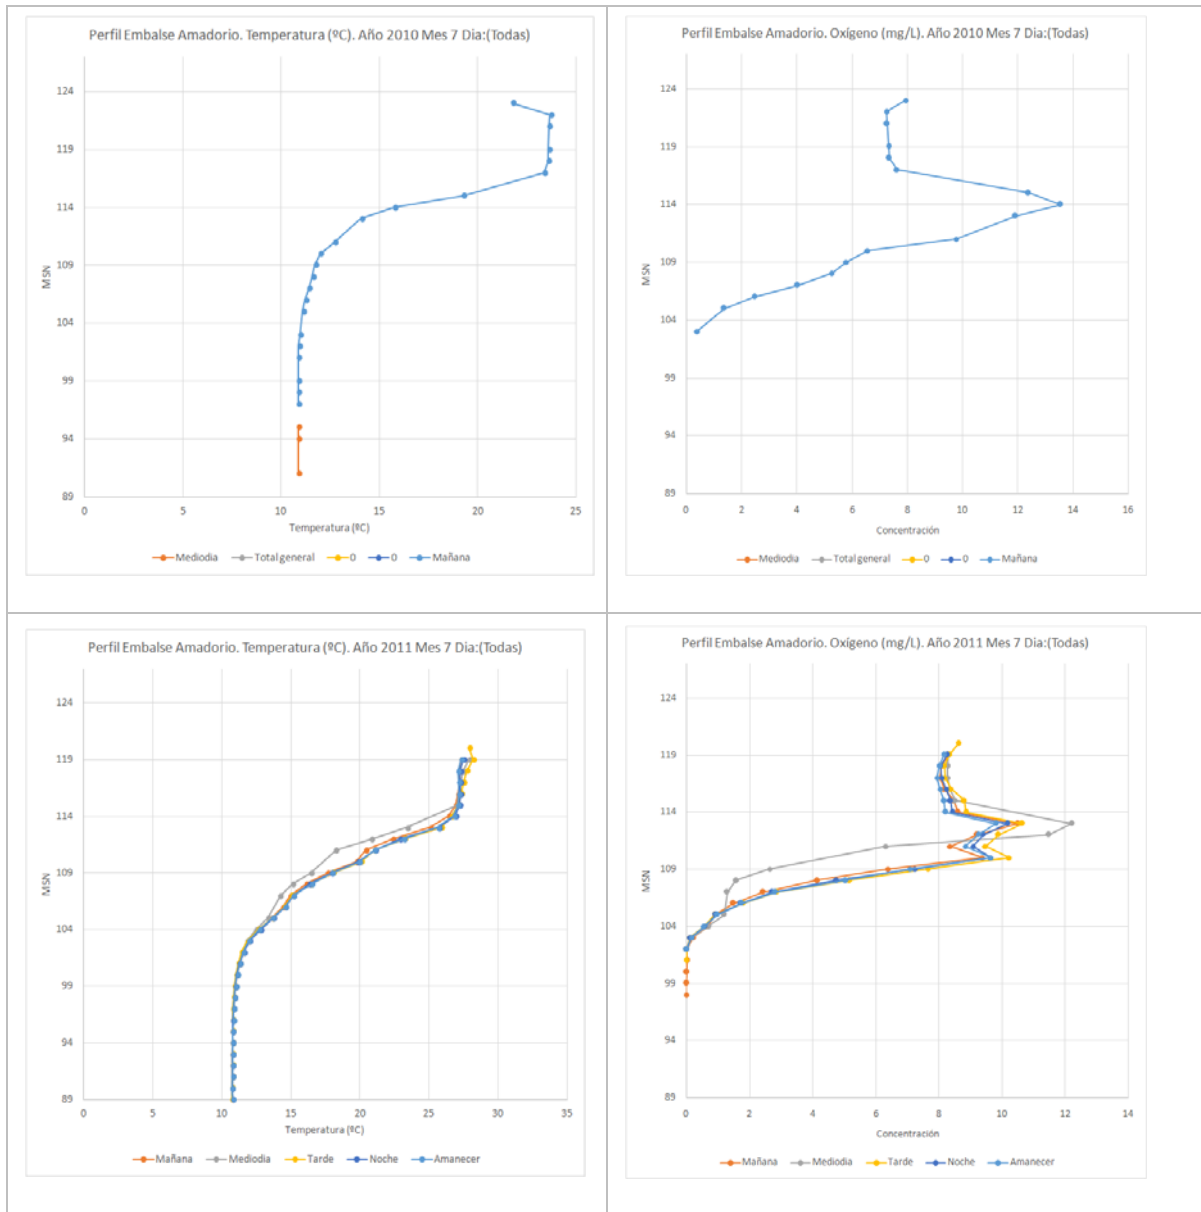 Perfil Embalse Amadorio. Temperatura (ºC). Año 2010 Mes 7 Dia:(Todas)
124
119
114
109
104
99
94
89
MSN
0 5 10 15 20 25
Temperatura (ºC)
Mediodia Total general 0 0 Mañana
Perfil Embalse Amadorio. Oxígeno (mg/L). Año 2010 Mes 7 Dia:(Todas)
124
119
114
109
104
99
94
89
MSN
0 2 4 6 8 10 12 14 16
Concentración
Mediodia Total general 0 0 Mañana
Perfil Embalse Amadorio. Temperatura (ºC). Año 2011 Mes 7 Dia:(Todas)
124
119
114
109
104
99
94
89
MSN
0 5 10 15 20 25 30 35
Temperatura (ºC)
Mañana Mediodia Tarde Noche Amanecer
Perfil Embalse Amadorio. Oxígeno (mg/L). Año 2011 Mes 7 Dia:(Todas)
124
119
114
109
104
99
94
89
MSN
0 2 4 6 8 10 12 14
Concentración
Mañana Mediodia Tarde Noche Amanecer